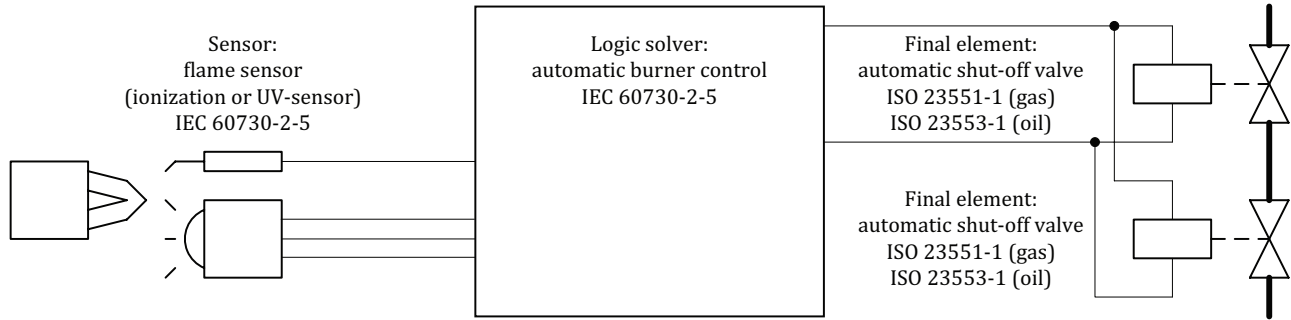 Sensor:
flame sensor
(ionization or UV-sensor)
IEC 60730-2-5
Logic solver:
automatic burner control
IEC 60730-2-5
Final element:
automatic shut-off valve
ISO 23551-1 (gas)
ISO 23553-1 (oil)
Final element:
automatic shut-off valve
ISO 23551-1 (gas)
ISO 23553-1 (oil)